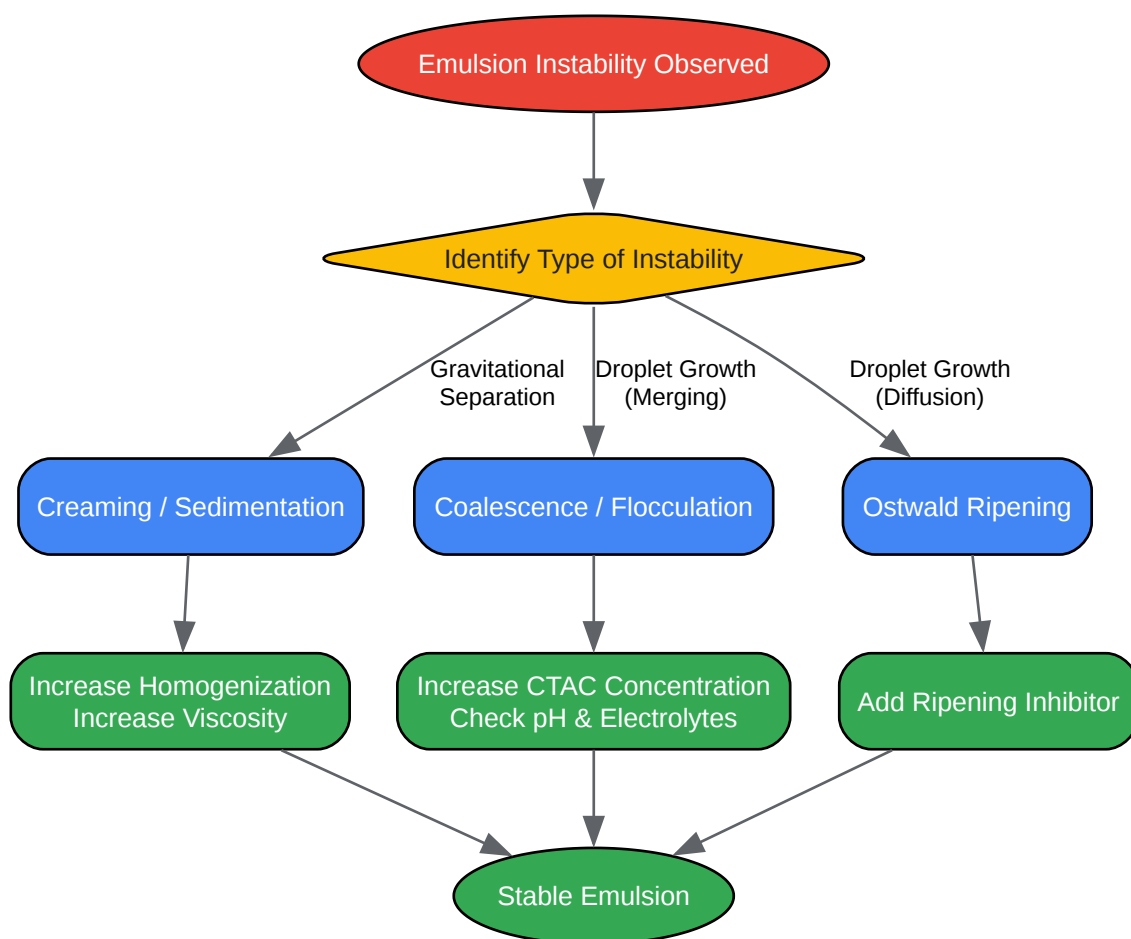 Emulsion Instability Observed
Identify Type of Instability
Gravitational
Separation
Droplet Growth
(Merging)
Droplet Growth
(Diffusion)
Creaming / Sedimentation
Coalescence / Flocculation
Ostwald Ripening
Increase Homogenization
Increase Viscosity
Increase CTAC Concentration
Check pH & Electrolytes
Add Ripening Inhibitor
Stable Emulsion